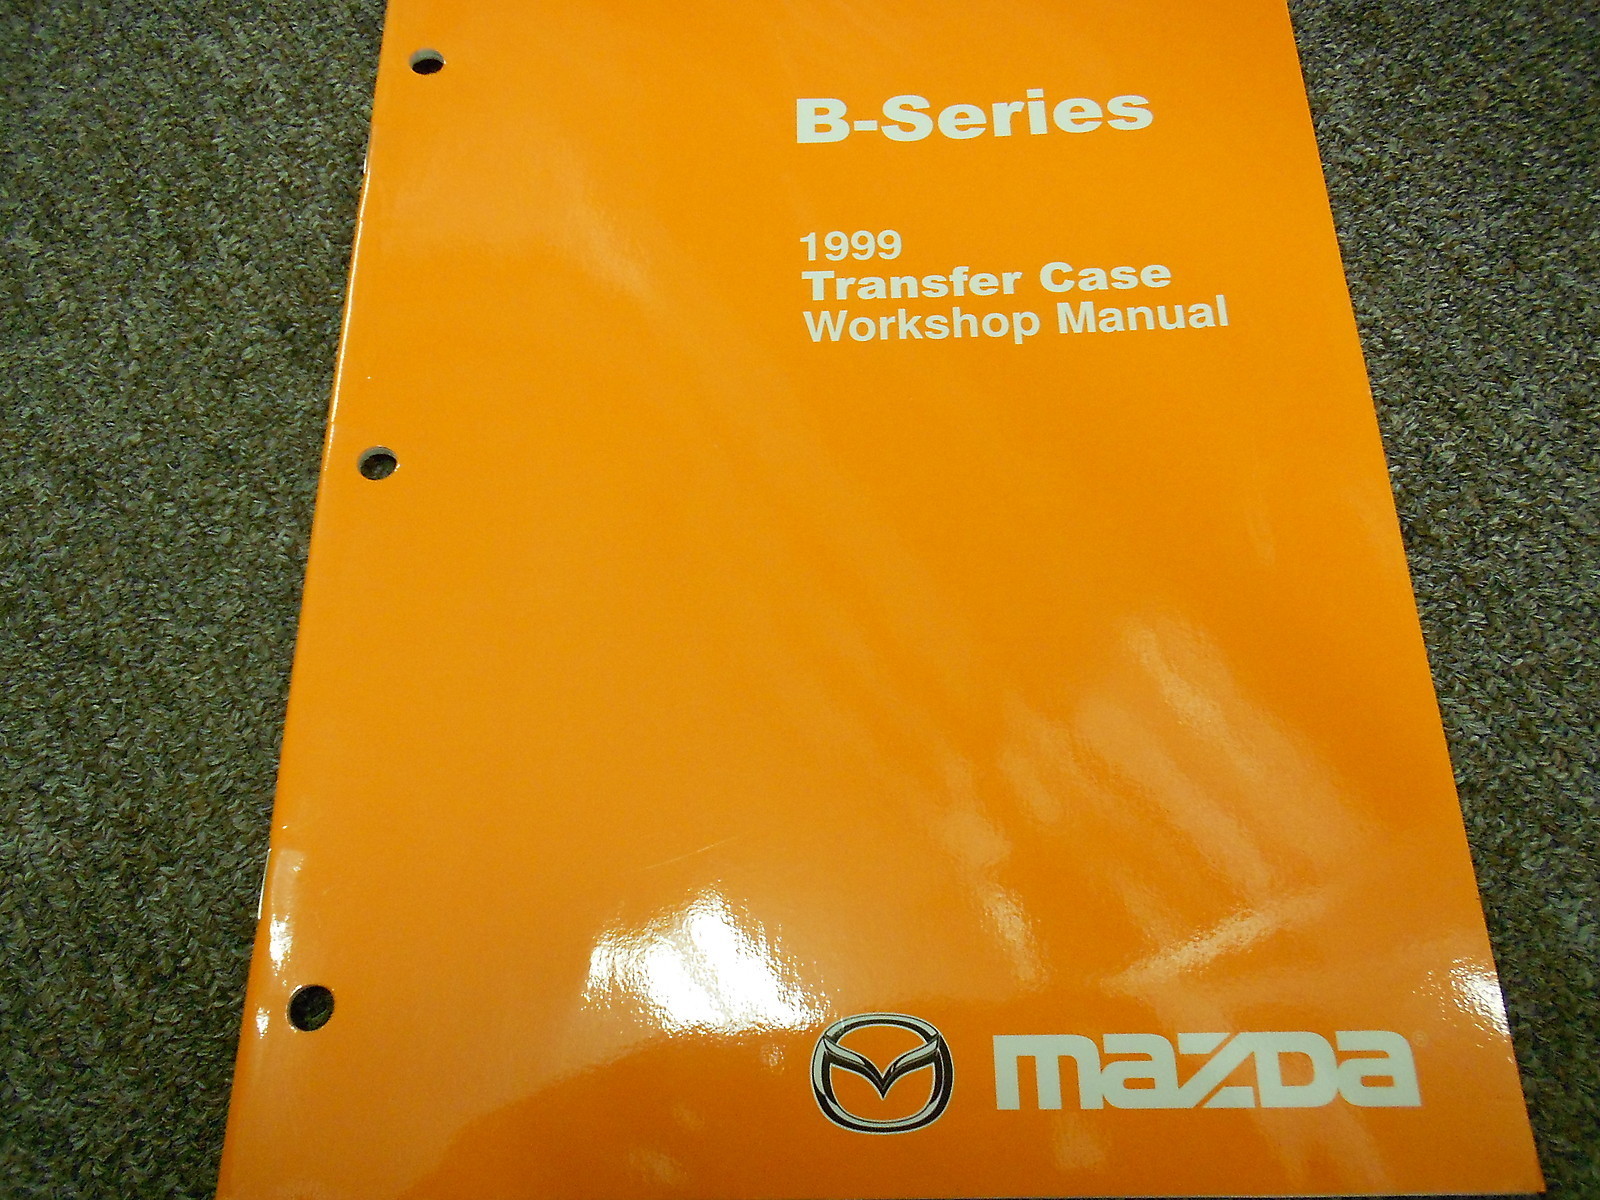 B-Series
1999
Transfer Case
Workshop Manual
mazda®